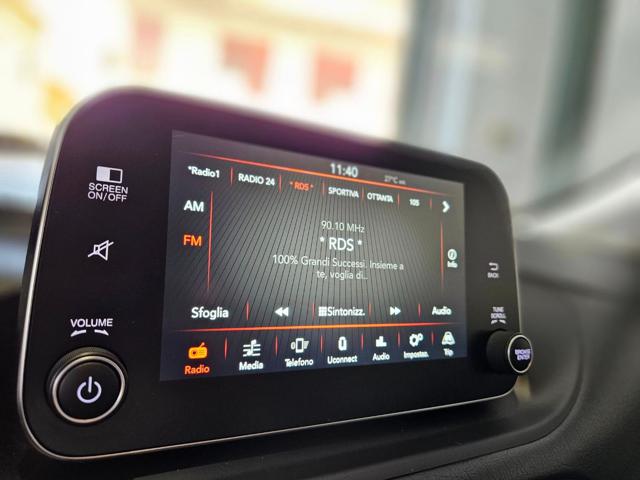 11:40
27°C
*Radio1 RADIO 24 * RDS * SPORTIVA OTTANTA 105
SCREEN
ON/OFF
AM
FM
90.10 MHz
* RDS *
100% Grandi Successi. Insieme a
te, voglia di..
Info
BACK
Sfoglia Sintonizz. Audio
VOLUME
TUNE
SCROLL
BROWSE
ENTER
Radio Media Telefono Uconnect Audio Impostaz. Trip